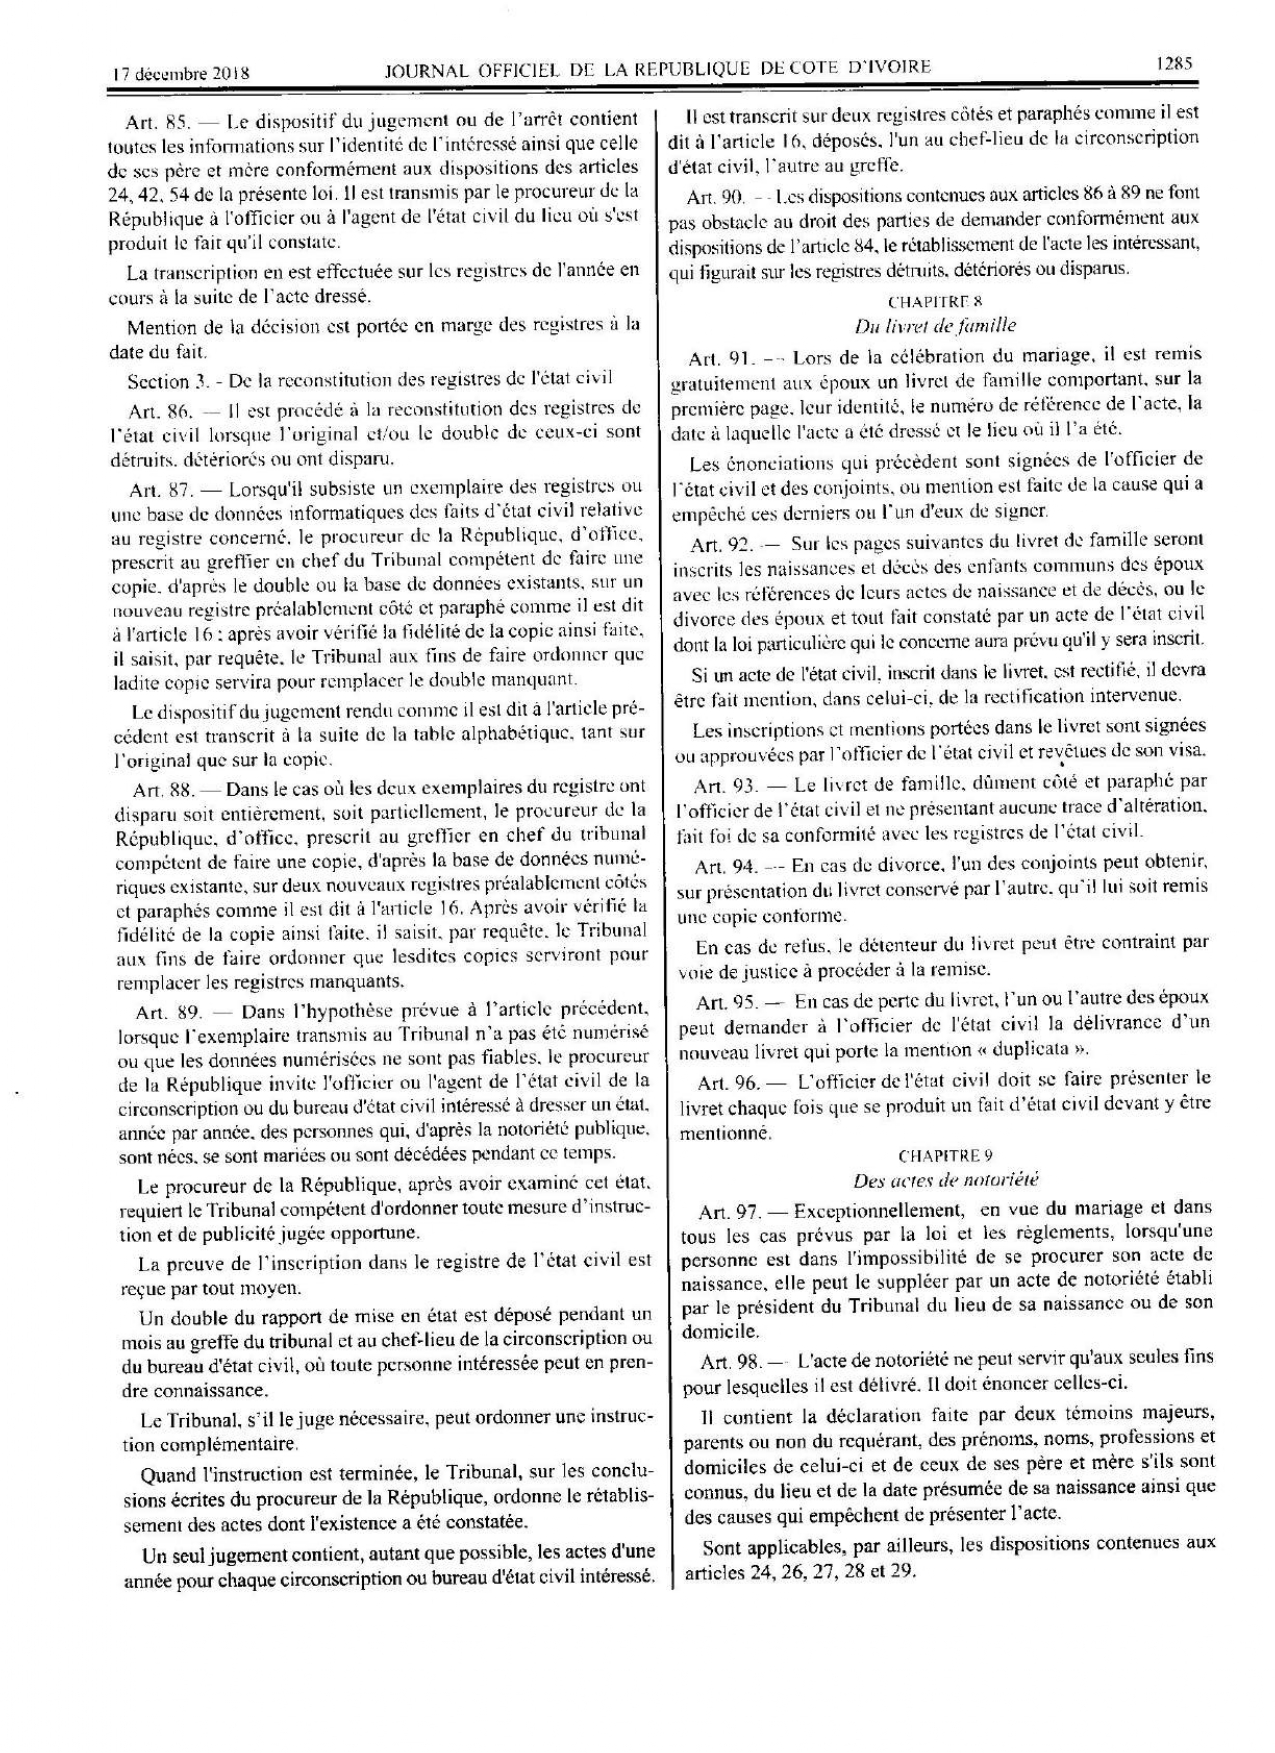 17 décembre 2018 JOURNAL OFFICIEL DE LA REPUBLIQUE DE COTE D'IVOIRE 1285
Art. 85. — Le dispositif du jugement ou de l'arrêt contient
toutes les informations sur l'identité de l'intéressé ainsi que celle
de ses père et mère conformément aux dispositions des articles
24, 42, 54 de la présente loi. Il est transmis par le procureur de la
République à l'officier ou à l'agent de l'état civil du lieu où s'est
produit le fait qu'il constate.
La transcription en est effectuée sur les registres de l'année en
cours à la suite de l'acte dressé.
Mention de la décision est portée en marge des registres à la
date du fait.
Section 3. - De la reconstitution des registres de l'état civil
Art. 86. — Il est procédé à la reconstitution des registres de
l'état civil lorsque l'original et/ou le double de ceux-ci sont
détruits, détériorés ou ont disparu.
Art. 87. — Lorsqu'il subsiste un exemplaire des registres ou
une base de données informatiques des faits d'état civil relative
au registre concerné, le procureur de la République, d'office,
prescrit au greffier en chef du Tribunal compétent de faire une
copie, d'après le double ou la base de données existants, sur un
nouveau registre préalablement côté et paraphé comme il est dit
à l'article 16 ; après avoir vérifié la fidélité de la copie ainsi faite,
il saisit, par requête, le Tribunal aux fins de faire ordonner que
ladite copie servira pour remplacer le double manquant.
Le dispositif du jugement rendu comme il est dit à l'article pré-
cédent est transcrit à la suite de la table alphabétique, tant sur
l'original que sur la copie.
Art. 88. — Dans le cas où les deux exemplaires du registre ont
disparu soit entièrement, soit partiellement, le procureur de la
République, d'office, prescrit au greffier en chef du tribunal
compétent de faire une copie, d'après la base de données numé-
riques existante, sur deux nouveaux registres préalablement côtés
et paraphés comme il est dit à l'article 16. Après avoir vérifié la
fidélité de la copie ainsi faite, il saisit, par requête, le Tribunal
aux fins de faire ordonner que lesdites copies serviront pour
remplacer les registres manquants.
Art. 89. — Dans l'hypothèse prévue à l'article précédent,
lorsque l'exemplaire transmis au Tribunal n'a pas été numérisé
ou que les données numérisées ne sont pas fiables, le procureur
de la République invite l'officier ou l'agent de l'état civil de la
circonscription ou du bureau d'état civil intéressé à dresser un état,
année par année, des personnes qui, d'après la notoriété publique,
sont nées, se sont mariées ou sont décédées pendant ce temps.
Le procureur de la République, après avoir examiné cet état,
requiert le Tribunal compétent d'ordonner toute mesure d'instruc-
tion et de publicité jugée opportune.
La preuve de l'inscription dans le registre de l'état civil est
reçue par tout moyen.
Un double du rapport de mise en état est déposé pendant un
mois au greffe du tribunal et au chef-lieu de la circonscription ou
du bureau d'état civil, où toute personne intéressée peut en pren-
dre connaissance.
Le Tribunal, s'il le juge nécessaire, peut ordonner une instruc-
tion complémentaire.
Quand l'instruction est terminée, le Tribunal, sur les conclu-
sions écrites du procureur de la République, ordonne le rétablis-
sement des actes dont l'existence a été constatée.
Un seul jugement contient, autant que possible, les actes d'une
année pour chaque circonscription ou bureau d'état civil intéressé.
Il est transcrit sur deux registres côtés et paraphés comme il est
dit à l'article 16, déposés, l'un au chef-lieu de la circonscription
d'état civil, l'autre au greffe.
Art. 90. -- Les dispositions contenues aux articles 86 à 89 ne font
pas obstacle au droit des parties de demander conformément aux
dispositions de l'article 84, le rétablissement de l'acte les intéressant,
qui figurait sur les registres détruits, détériorés ou disparus.
CHAPITRE 8
Du livret de famille
Art. 91. — Lors de la célébration du mariage, il est remis
gratuitement aux époux un livret de famille comportant, sur la
première page, leur identité, le numéro de référence de l'acte, la
date à laquelle l'acte a été dressé et le lieu où il l'a été.
Les énonciations qui précèdent sont signées de l'officier de
l'état civil et des conjoints, ou mention est faite de la cause qui a
empêché ces derniers ou l'un d'eux de signer.
Art. 92. — Sur les pages suivantes du livret de famille seront
inscrits les naissances et décès des enfants communs des époux
avec les références de leurs actes de naissance et de décès, ou le
divorce des époux et tout fait constaté par un acte de l'état civil
dont la loi particulière qui le concerne aura prévu qu'il y sera inscrit.
Si un acte de l'état civil, inscrit dans le livret, est rectifié, il devra
être fait mention, dans celui-ci, de la rectification intervenue.
Les inscriptions et mentions portées dans le livret sont signées
ou approuvées par l'officier de l'état civil et revêtues de son visa.
Art. 93. — Le livret de famille, dûment côté et paraphé par
l'officier de l'état civil et ne présentant aucune trace d'altération,
fait foi de sa conformité avec les registres de l'état civil.
Art. 94. — En cas de divorce, l'un des conjoints peut obtenir,
sur présentation du livret conservé par l'autre, qu'il lui soit remis
une copie conforme.
En cas de refus, le détenteur du livret peut être contraint par
voie de justice à procéder à la remise.
Art. 95. — En cas de perte du livret, l'un ou l'autre des époux
peut demander à l'officier de l'état civil la délivrance d'un
nouveau livret qui porte la mention « duplicata ».
Art. 96. — L'officier de l'état civil doit se faire présenter le
livret chaque fois que se produit un fait d'état civil devant y être
mentionné.
CHAPITRE 9
Des actes de notoriété
Art. 97. — Exceptionnellement, en vue du mariage et dans
tous les cas prévus par la loi et les règlements, lorsqu'une
personne est dans l'impossibilité de se procurer son acte de
naissance, elle peut le suppléer par un acte de notoriété établi
par le président du Tribunal du lieu de sa naissance ou de son
domicile.
Art. 98. — L'acte de notoriété ne peut servir qu'aux seules fins
pour lesquelles il est délivré. Il doit énoncer celles-ci.
Il contient la déclaration faite par deux témoins majeurs,
parents ou non du requérant, des prénoms, noms, professions et
domiciles de celui-ci et de ceux de ses père et mère s'ils sont
connus, du lieu et de la date présumée de sa naissance ainsi que
des causes qui empêchent de présenter l'acte.
Sont applicables, par ailleurs, les dispositions contenues aux
articles 24, 26, 27, 28 et 29.